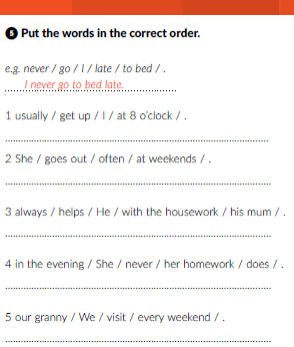 5 Put the words in the correct order.
e.g. never / go / I / late / to bed / .
I never go to bed late.
1 usually / get up / I / at 8 o'clock / .
2 She / goes out / often / at weekends / .
3 always / helps / He / with the housework / his mum / .
4 in the evening / She / never / her homework / does / .
5 our granny / We / visit / every weekend / .